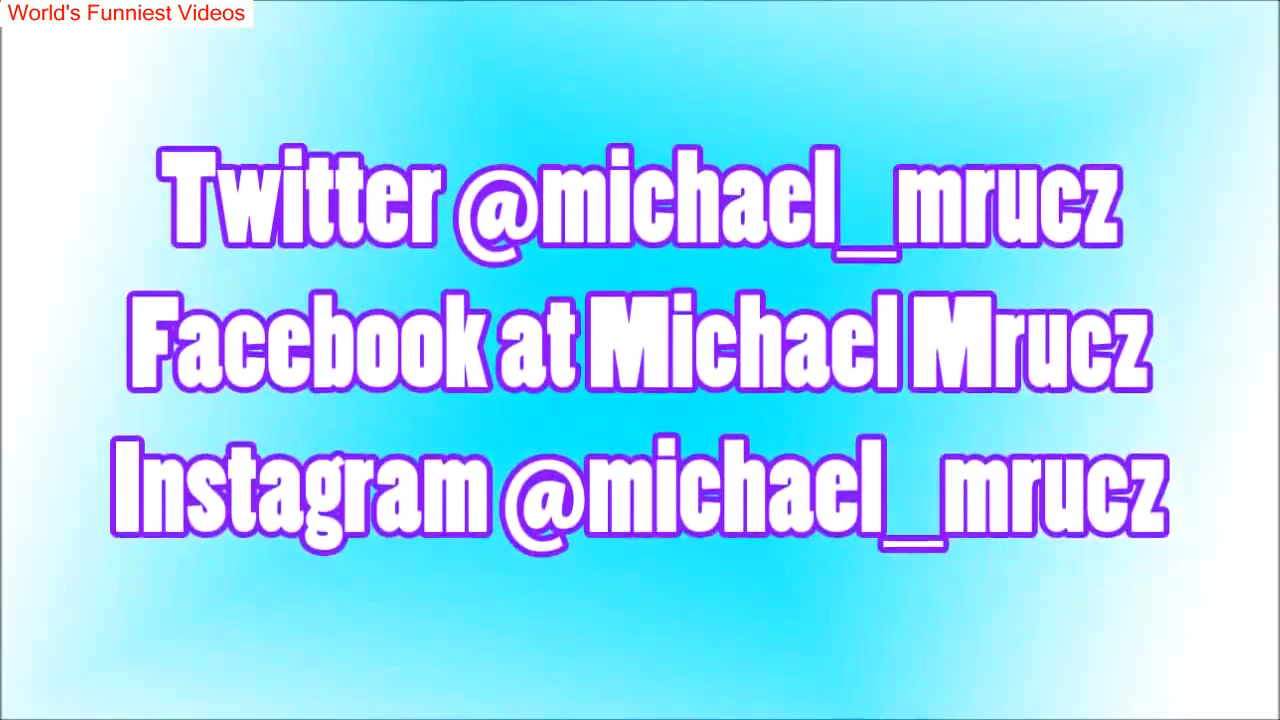 World's Funniest Videos
Twitter @michael_mrucz
Facebook at Michael Mrucz
Instagram @michael_mrucz